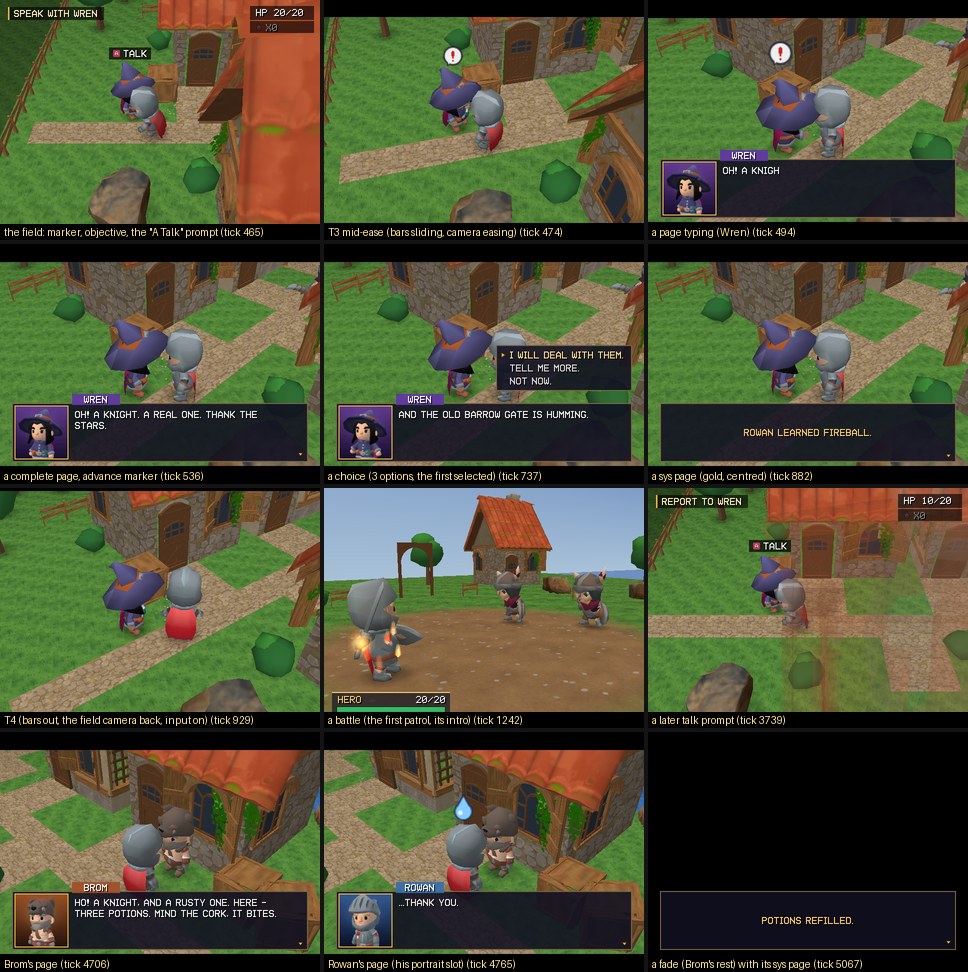 SPEAK WITH WREN
HP 20/20
X0
TALK
the field: marker, objective, the "A Talk" prompt (tick 465)
!
T3 mid-ease (bars sliding, camera easing) (tick 474)
!
WREN
OH! A KNIGH
a page typing (Wren) (tick 494)
WREN
OH! A KNIGHT. A REAL ONE. THANK THE
STARS.
a complete page, advance marker (tick 536)
I WILL DEAL WITH THEM.
TELL ME MORE.
NOT NOW.
WREN
AND THE OLD BARROW GATE IS HUMMING.
a choice (3 options, the first selected) (tick 737)
ROWAN LEARNED FIREBALL.
a sys page (gold, centred) (tick 882)
T4 (bars out, the field camera back, input on) (tick 929)
HERO 20/20
a battle (the first patrol, its intro) (tick 1242)
REPORT TO WREN
HP 10/20
X0
TALK
a later talk prompt (tick 3739)
BROM
HO! A KNIGHT. AND A RUSTY ONE. HERE -
THREE POTIONS. MIND THE CORK. IT BITES.
Brom's page (tick 4706)
ROWAN
...THANK YOU.
Rowan's page (his portrait slot) (tick 4765)
POTIONS REFILLED.
a fade (Brom's rest) with its sys page (tick 5067)